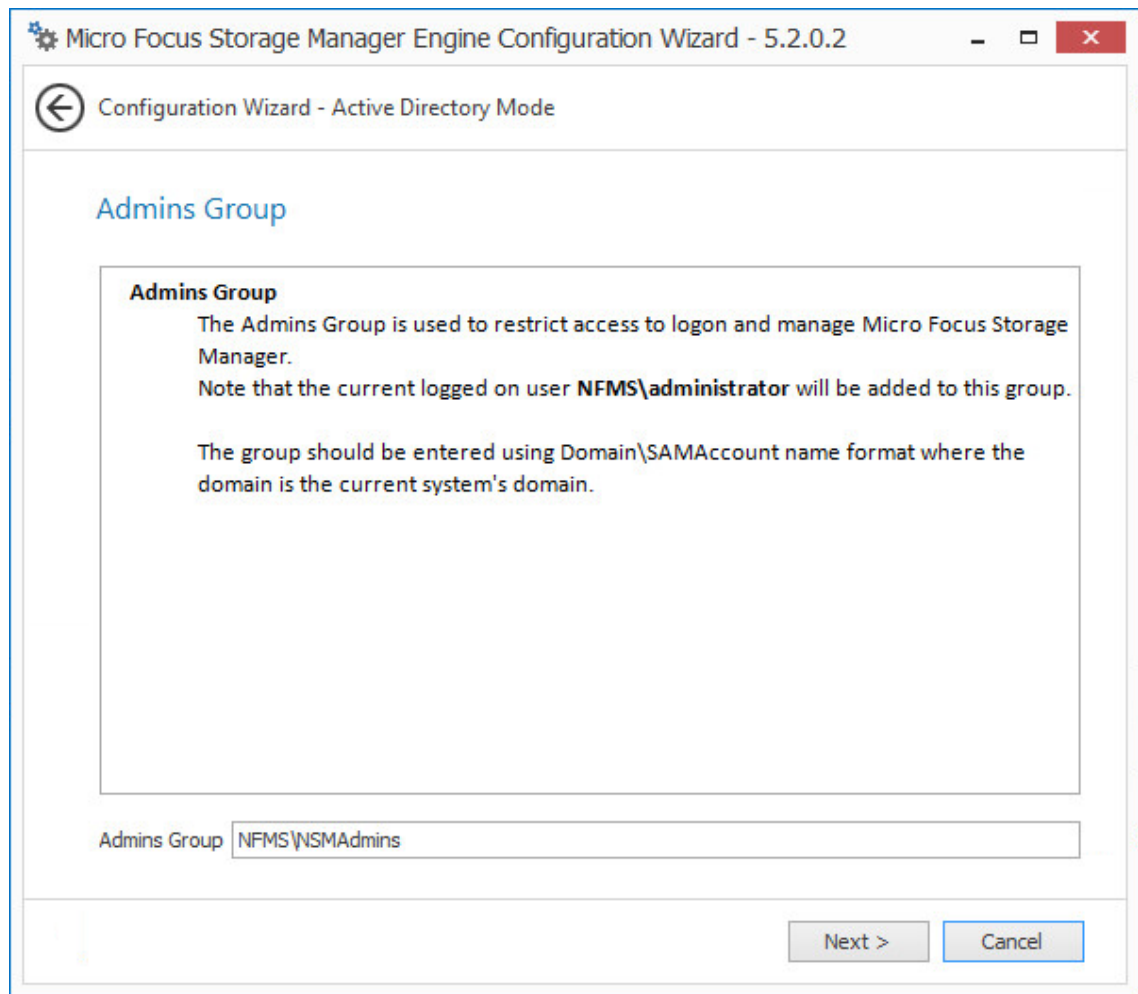 Micro Focus Storage Manager Engine Configuration Wizard - 5.2.0.2
Configuration Wizard - Active Directory Mode
Admins Group
Admins Group
The Admins Group is used to restrict access to logon and manage Micro Focus Storage
Manager.
Note that the current logged on user NFMS\administrator will be added to this group.
The group should be entered using Domain\SAMAccount name format where the
domain is the current system's domain.
Admins Group NFMS\NSMAdmins
Next > Cancel